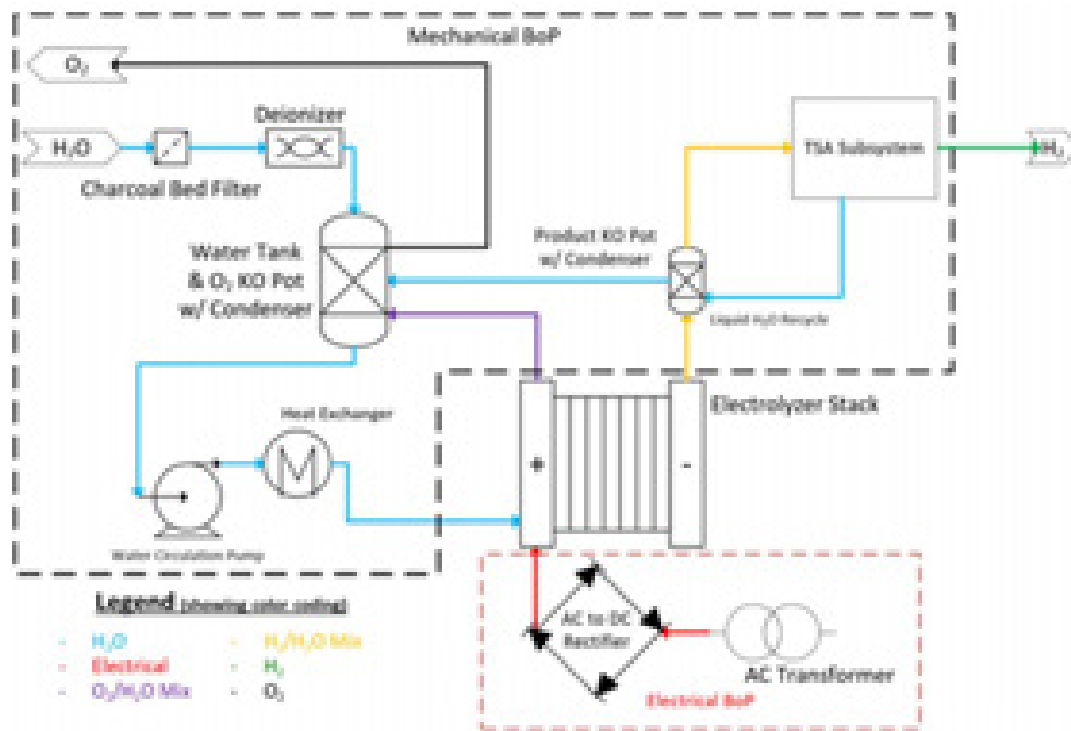 Mechanical BoP
O₂
Deionizer
H₂O
Charcoal Bed Filter
TSA Subsystem
H₂
Water Tank
& O₂ KO Pot
w/ Condenser
Product KO Pot
w/ Condenser
Liquid H₂O Recycle
Electrolyzer Stack
Heat Exchanger
+
-
Water Circulation Pump
AC to DC
Rectifier
AC Transformer
Electrical BoP
Legend (showing color coding)
- H₂O
- Electrical
- O₂/H₂O Mix
- H₂/H₂O Mix
- H₂
- O₂